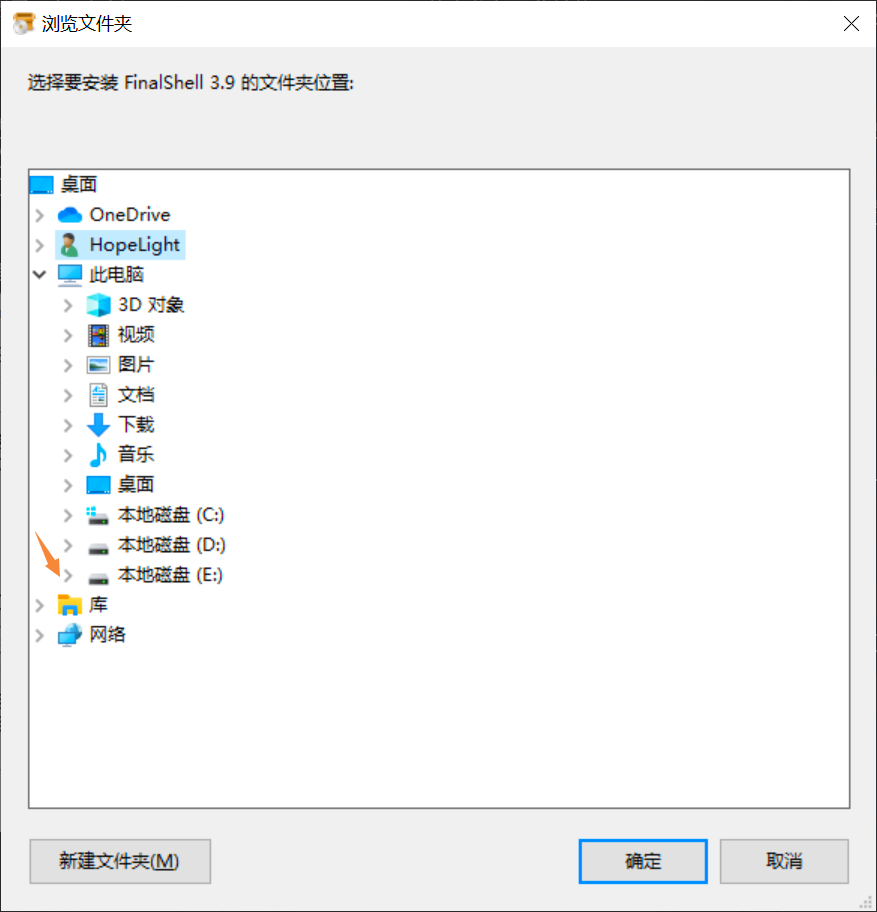 浏览文件夹
选择要安装 FinalShell 3.9 的文件夹位置:
桌面
OneDrive
HopeLight
此电脑
3D 对象
视频
图片
文档
下载
音乐
桌面
本地磁盘 (C:)
本地磁盘 (D:)
本地磁盘 (E:)
库
网络
新建文件夹(M) 确定 取消